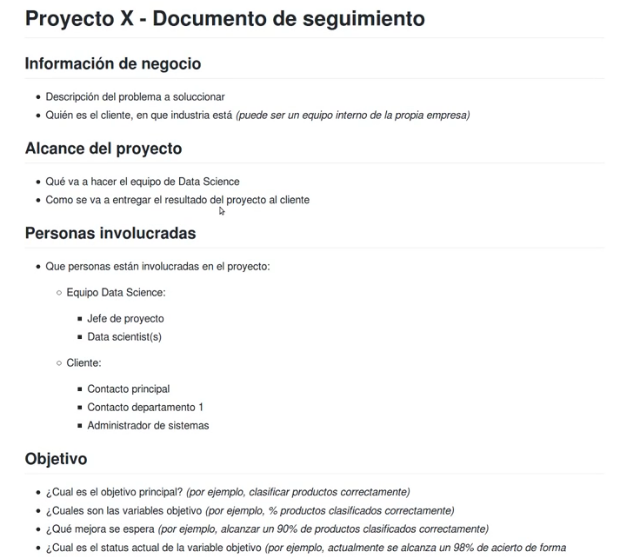 Proyecto X - Documento de seguimiento
Información de negocio
Descripción del problema a soluccionar
Quién es el cliente, en que industria está (puede ser un equipo interno de la propia empresa)
Alcance del proyecto
Qué va a hacer el equipo de Data Science
Como se va a entregar el resultado del proyecto al cliente
Personas involucradas
Que personas están involucradas en el proyecto:
Equipo Data Science:
Jefe de proyecto
Data scientist(s)
Cliente:
Contacto principal
Contacto departamento 1
Administrador de sistemas
Objetivo
¿Cual es el objetivo principal? (por ejemplo, clasificar productos correctamente)
¿Cuales son las variables objetivo (por ejemplo, % productos clasificados correctamente)
¿Qué mejora se espera (por ejemplo, alcanzar un 90% de productos clasificados correctamente)
¿Cual es el status actual de la variable objetivo (por ejemplo, actualmente se alcanza un 98% de acierto de forma